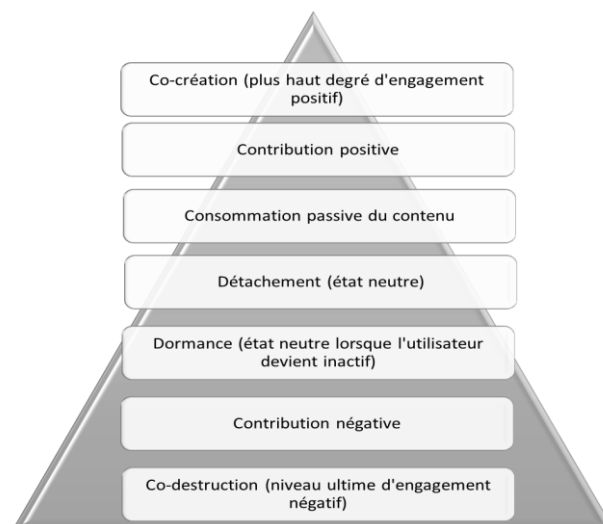 Co-création (plus haut degré d'engagement
positif)
Contribution positive
Consommation passive du contenu
Détachement (état neutre)
Dormance (état neutre lorsque l'utilisateur
devient inactif)
Contribution négative
Co-destruction (niveau ultime d'engagement
négatif)